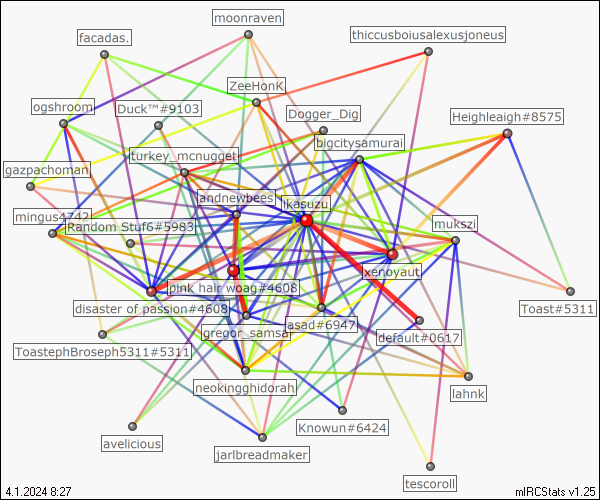 moonraven
facadas.
thiccusboiusalexusjoneus
ZeeHonK
ogshroom
Duck™#9103
Dogger_Dig
Heighleaigh#8575
bigcitysamurai
turkey_mcnugget
gazpachoman
andnewbees
ikasuzu
mingus4742
Random Stuf6#5983
mukszi
xenoyaut
pink hair woag#4608
disaster of passion#4608
Toast#5311
gregor_samsa
asad#6947
default#0617
ToastephBroseph5311#5311
neokingghidorah
lahnk
Knowun#6424
avelicious
jarlbreadmaker
tescoroll
4.1.2024 8:27
mIRCStats v1.25